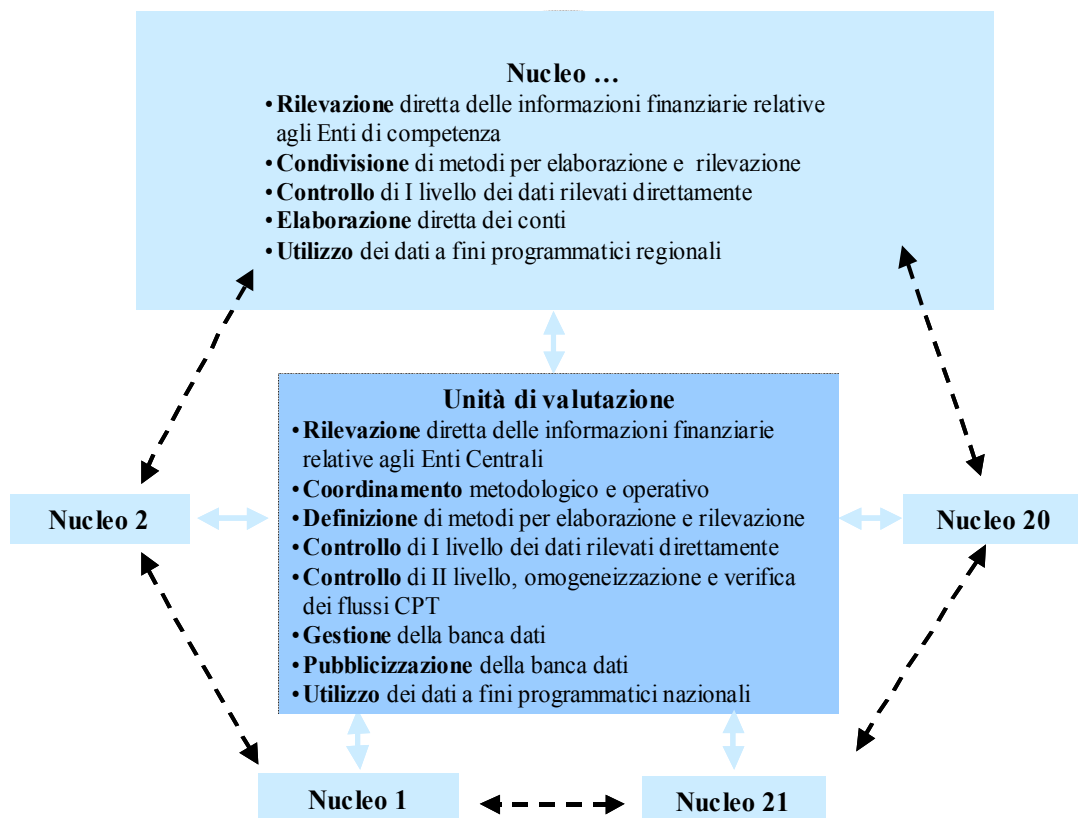 Nucleo …
• Rilevazione diretta delle informazioni finanziarie relative
agli Enti di competenza
• Condivisione di metodi per elaborazione e rilevazione
• Controllo di I livello dei dati rilevati direttamente
• Elaborazione diretta dei conti
• Utilizzo dei dati a fini programmatici regionali
Unità di valutazione
• Rilevazione diretta delle informazioni finanziarie
relative agli Enti Centrali
• Coordinamento metodologico e operativo
• Definizione di metodi per elaborazione e rilevazione
• Controllo di I livello dei dati rilevati direttamente
• Controllo di II livello, omogeneizzazione e verifica
dei flussi CPT
• Gestione della banca dati
• Pubblicizzazione della banca dati
• Utilizzo dei dati a fini programmatici nazionali
Nucleo 2
Nucleo 20
Nucleo 1
Nucleo 21